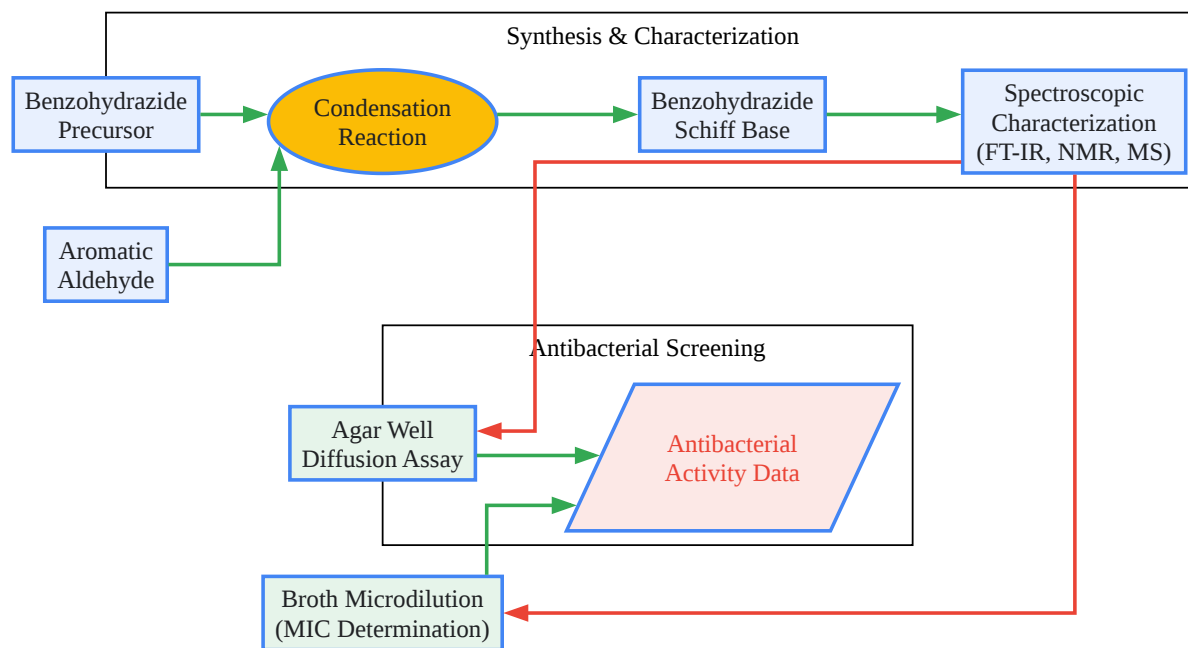 Synthesis & Characterization
Benzohydrazide
Precursor
Condensation
Reaction
Benzohydrazide
Schiff Base
Spectroscopic
Characterization
(FT-IR, NMR, MS)
Aromatic
Aldehyde
Antibacterial Screening
Agar Well
Diffusion Assay
Antibacterial
Activity Data
Broth Microdilution
(MIC Determination)